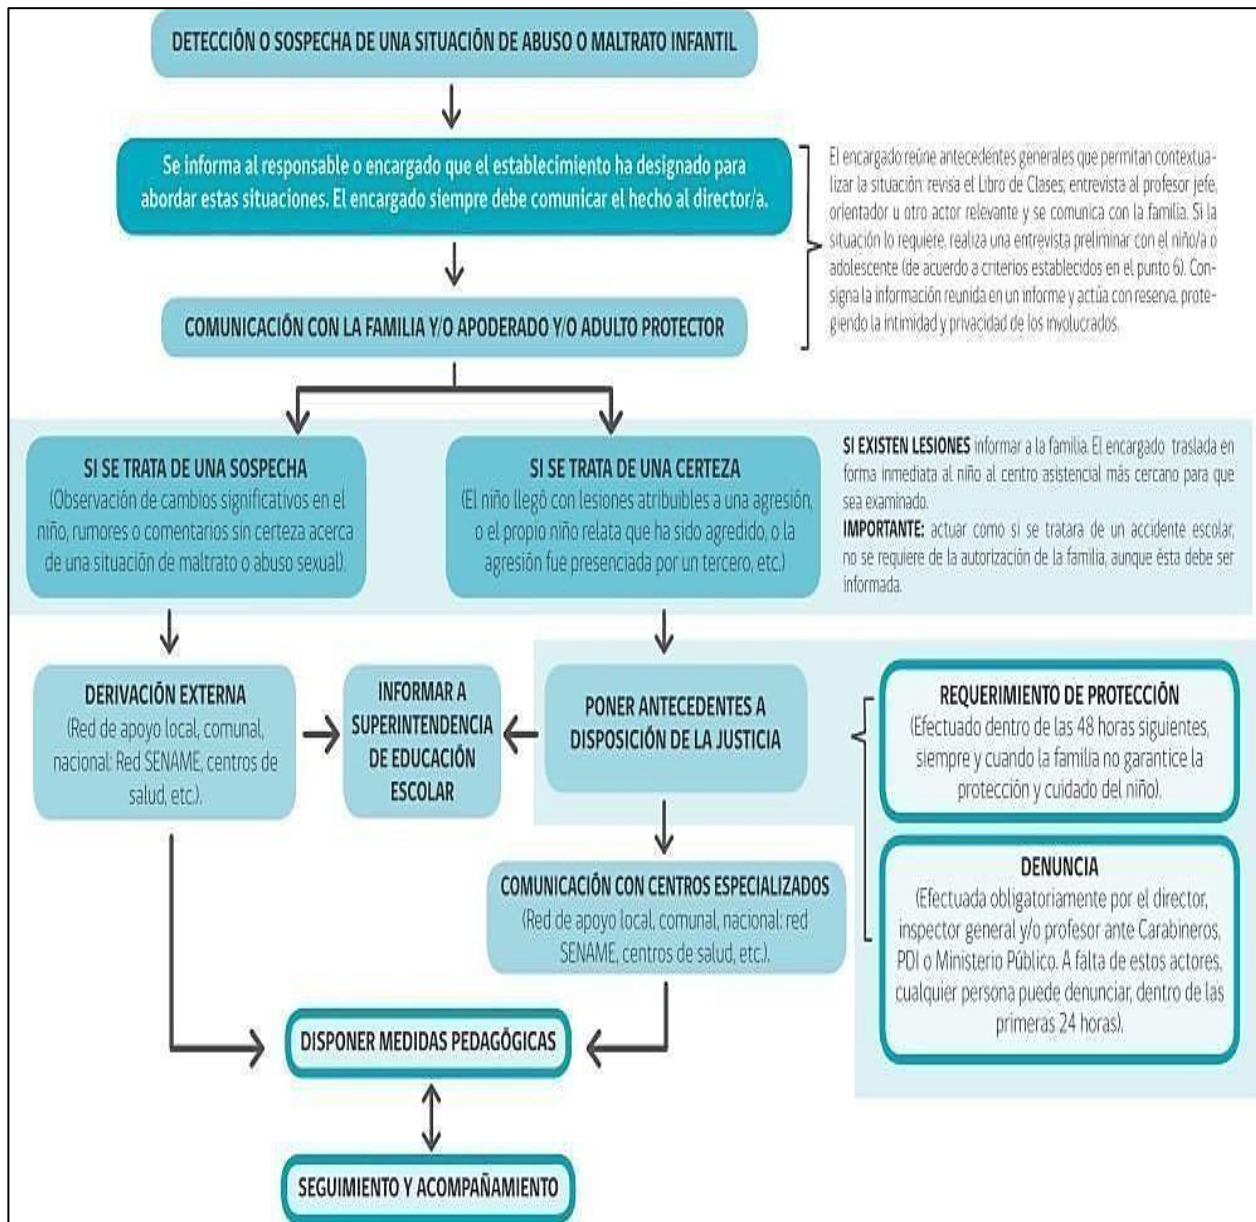 DETECCIÓN O SOSPECHA DE UNA SITUACIÓN DE ABUSO O MALTRATO INFANTIL
Se informa al responsable o encargado que el establecimiento ha designado para
abordar estas situaciones. El encargado siempre debe comunicar el hecho al director/a.
El encargado reúne antecedentes generales que permitan contextua-
lizar la situación: revisa el Libro de Clases, entrevista al profesor jefe,
orientador u otro actor relevante y se comunica con la familia. Si la
situación lo requiere, realiza una entrevista preliminar con el niño/a o
adolescente (de acuerdo a criterios establecidos en el punto 6). Con-
signa la información reunida en un informe y actúa con reserva, prote-
giendo la intimidad y privacidad de los involucrados.
COMUNICACIÓN CON LA FAMILIA Y/O APODERADO Y/O ADULTO PROTECTOR
SI SE TRATA DE UNA SOSPECHA
(Observación de cambios significativos en el
niño, rumores o comentarios sin certeza acerca
de una situación de maltrato o abuso sexual).
SI SE TRATA DE UNA CERTEZA
(El niño llegó con lesiones atribuibles a una agresión,
o el propio niño relata que ha sido agredido, o la
agresión fue presenciada por un tercero, etc.)
SI EXISTEN LESIONES informar a la familia. El encargado traslada en
forma inmediata al niño al centro asistencial más cercano para que
sea examinado.
IMPORTANTE: actuar como si se tratara de un accidente escolar,
no se requiere de la autorización de la familia, aunque ésta debe ser
informada.
DERIVACIÓN EXTERNA
(Red de apoyo local, comunal,
nacional: Red SENAME, centros de
salud, etc.).
INFORMAR A
SUPERINTENDENCIA
DE EDUCACIÓN
ESCOLAR
PONER ANTECEDENTES A
DISPOSICIÓN DE LA JUSTICIA
REQUERIMIENTO DE PROTECCIÓN
(Efectuado dentro de las 48 horas siguientes,
siempre y cuando la familia no garantice la
protección y cuidado del niño).
DENUNCIA
(Efectuada obligatoriamente por el director,
inspector general y/o profesor ante Carabineros,
PDI o Ministerio Público. A falta de estos actores,
cualquier persona puede denunciar, dentro de las
primeras 24 horas).
COMUNICACIÓN CON CENTROS ESPECIALIZADOS
(Red de apoyo local, comunal, nacional: red
SENAME, centros de salud, etc.).
DISPONER MEDIDAS PEDAGÓGICAS
SEGUIMIENTO Y ACOMPAÑAMIENTO